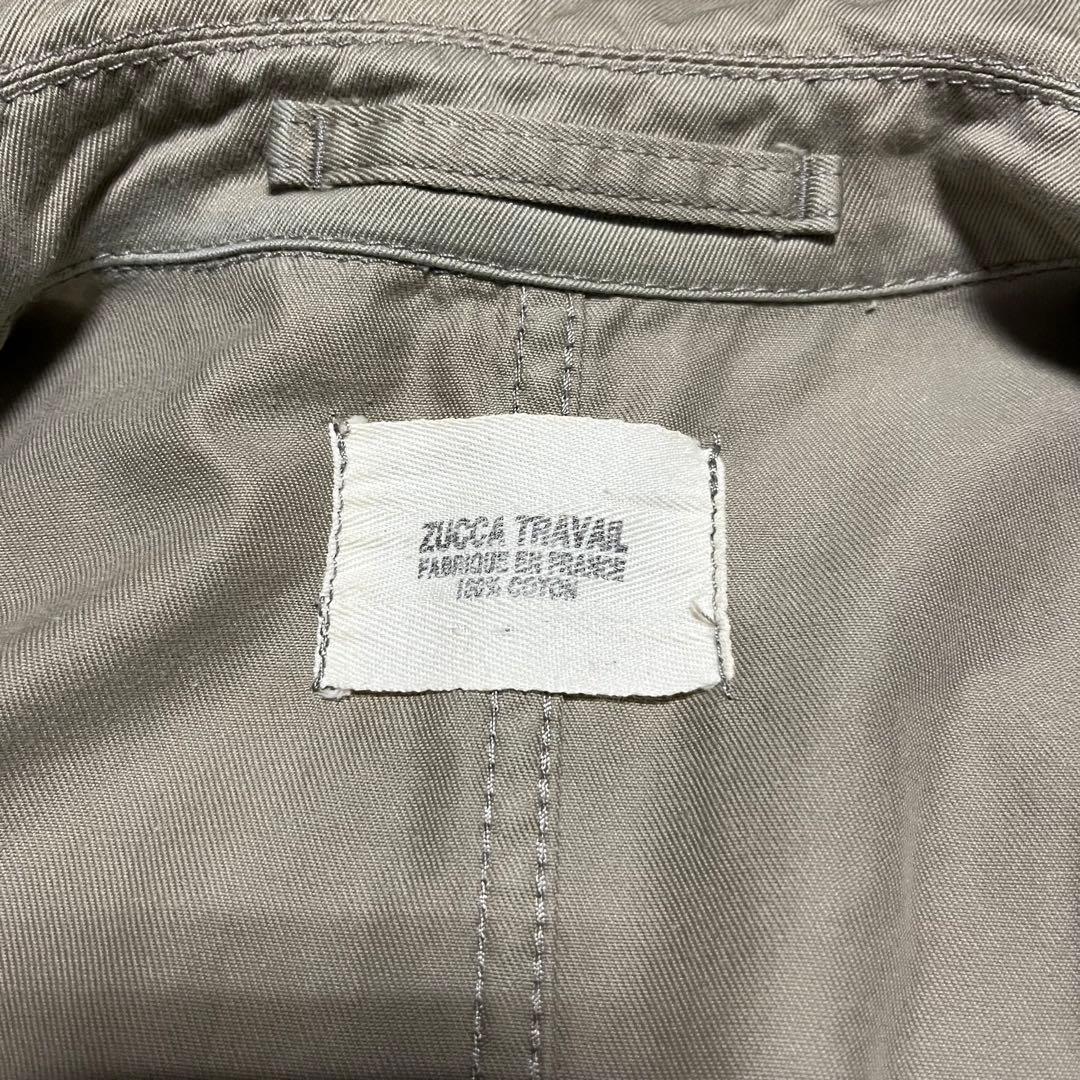 ZUCCA TRAVAIL
FABRIQUE EN FRANCE
100% COTON